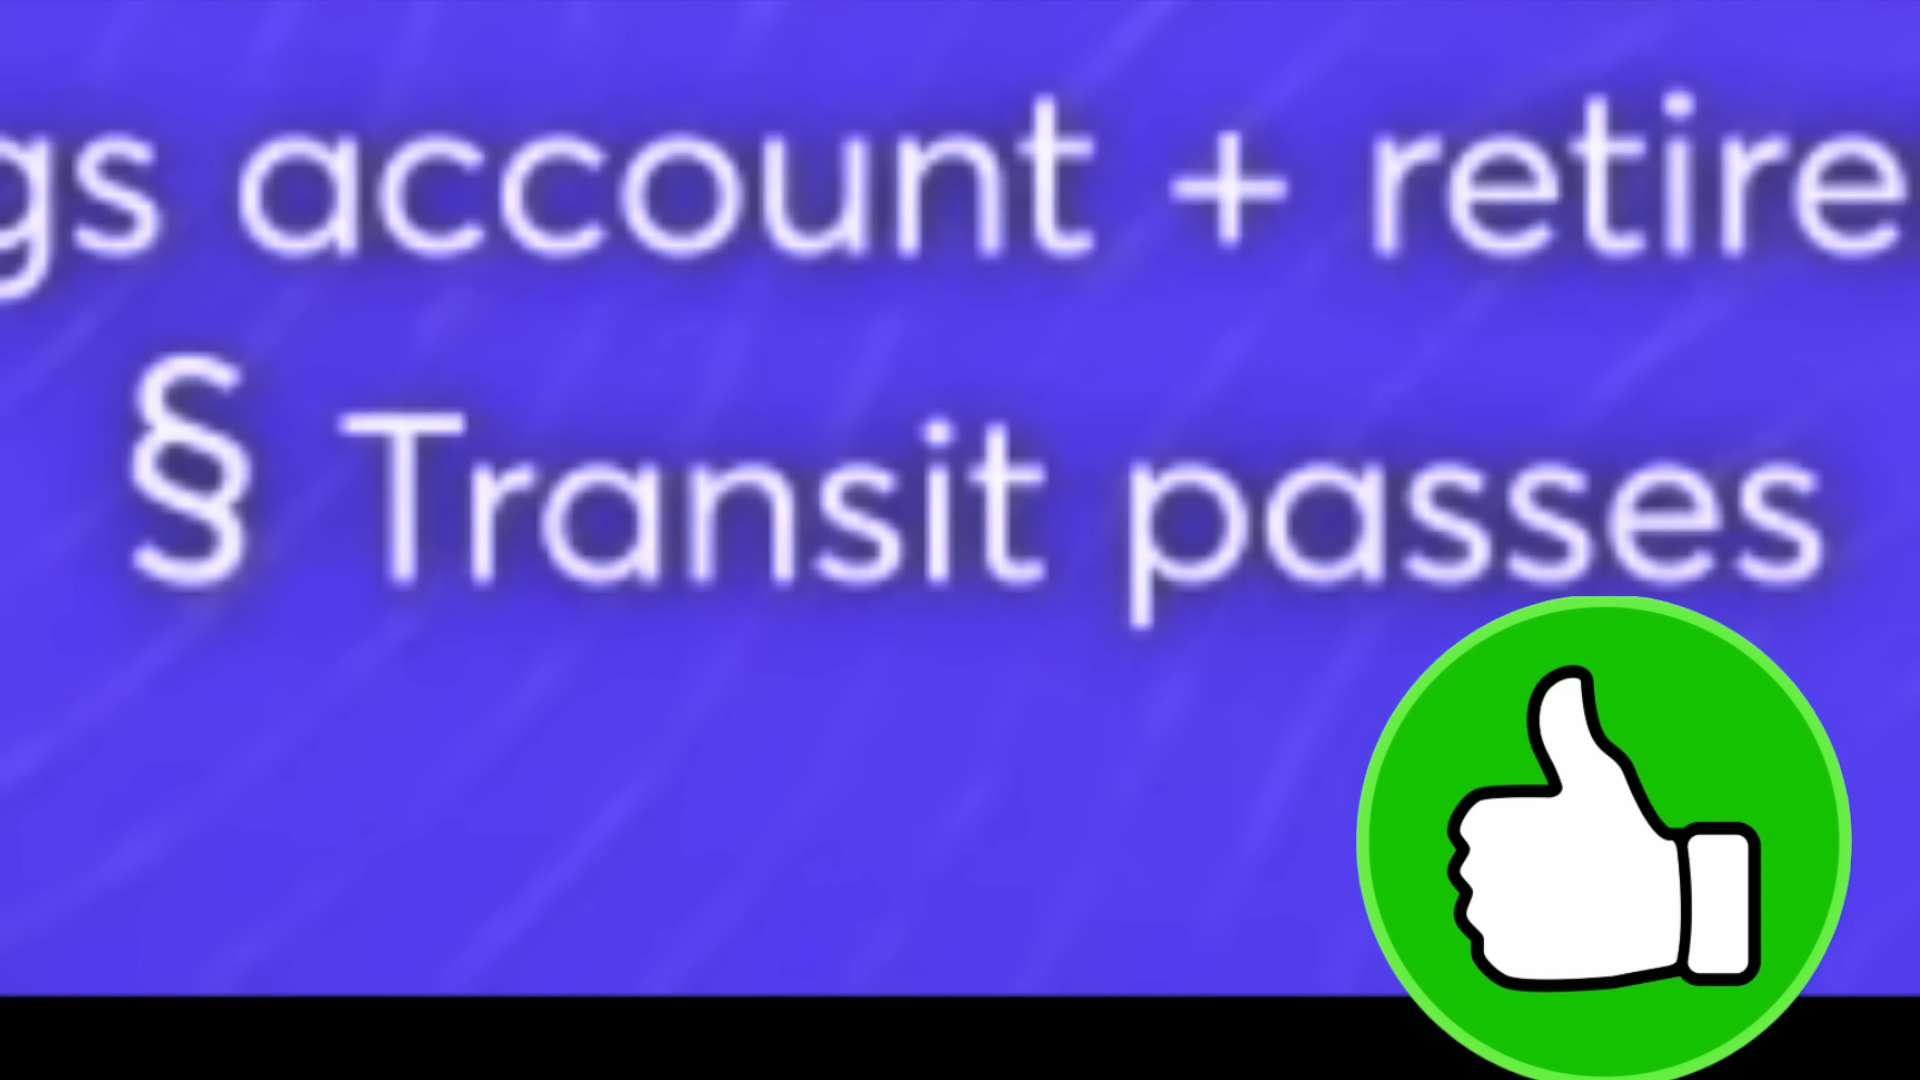 gs account + retire
§ Transit passes